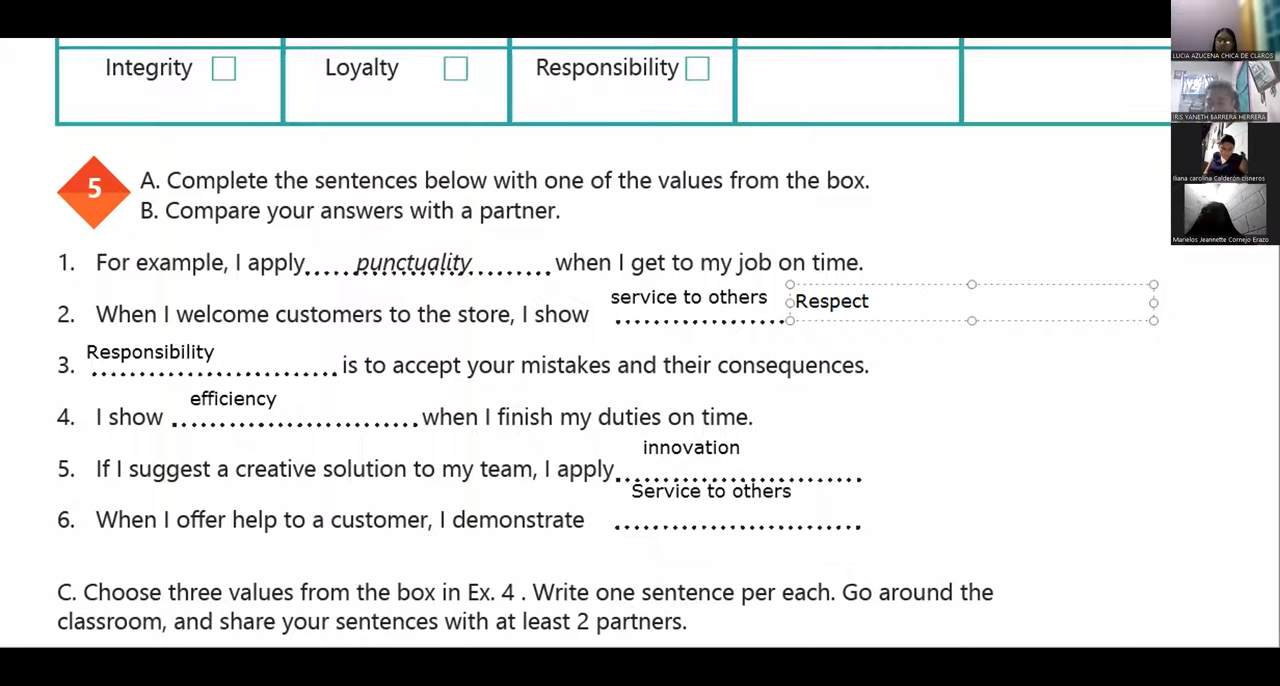 Integrity Loyalty Responsibility
LUCIA AZUCENA CHICA DE CLAROS
IRIS YANETH BARRERA HERRERA
Iliana carolina Calderón cisneros
Marielos Jeannette Cornejo Erazo
5 A. Complete the sentences below with one of the values from the box.
B. Compare your answers with a partner.
1. For example, I apply.....punctuality.........when I get to my job on time.
service to others Respect
2. When I welcome customers to the store, I show ....................
Responsibility
3. ............................is to accept your mistakes and their consequences.
efficiency
4. I show ............................when I finish my duties on time.
innovation
5. If I suggest a creative solution to my team, I apply............................
Service to others
6. When I offer help to a customer, I demonstrate ............................
C. Choose three values from the box in Ex. 4 . Write one sentence per each. Go around the
classroom, and share your sentences with at least 2 partners.